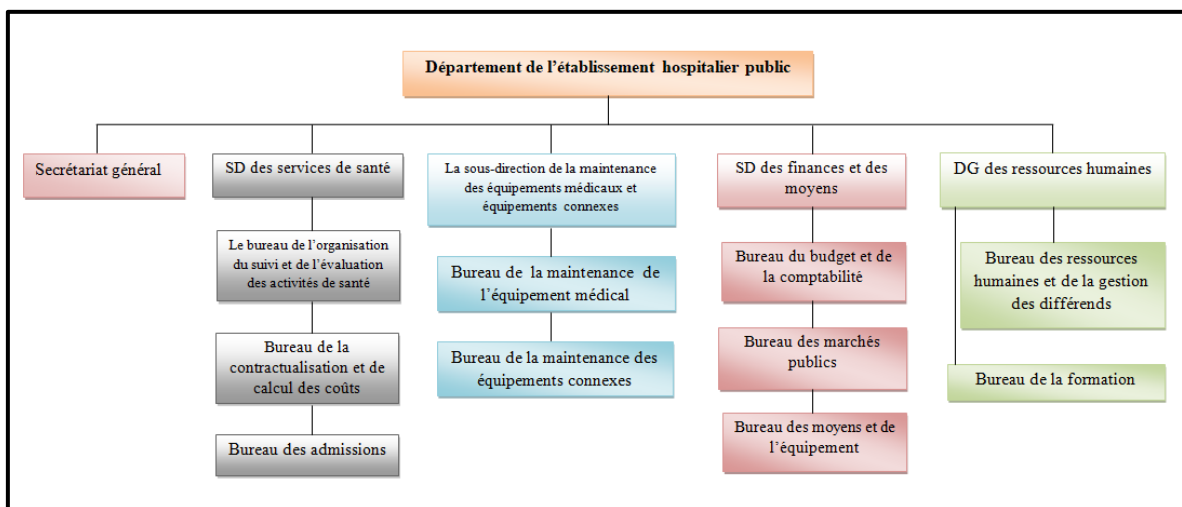 Département de l'établissement hospitalier public
Secrétariat général
SD des services de santé
Le bureau de l'organisation
du suivi et de l'évaluation
des activités de santé
Bureau de la
contractualisation et de
calcul des coûts
Bureau des admissions
La sous-direction de la maintenance
des équipements médicaux et
équipements connexes
Bureau de la maintenance de
l'équipement médical
Bureau de la maintenance des
équipements connexes
SD des finances et des
moyens
Bureau du budget et de
la comptabilité
Bureau des marchés
publics
Bureau des moyens et de
l'équipement
DG des ressources humaines
Bureau des ressources
humaines et de la gestion
des différends
Bureau de la formation